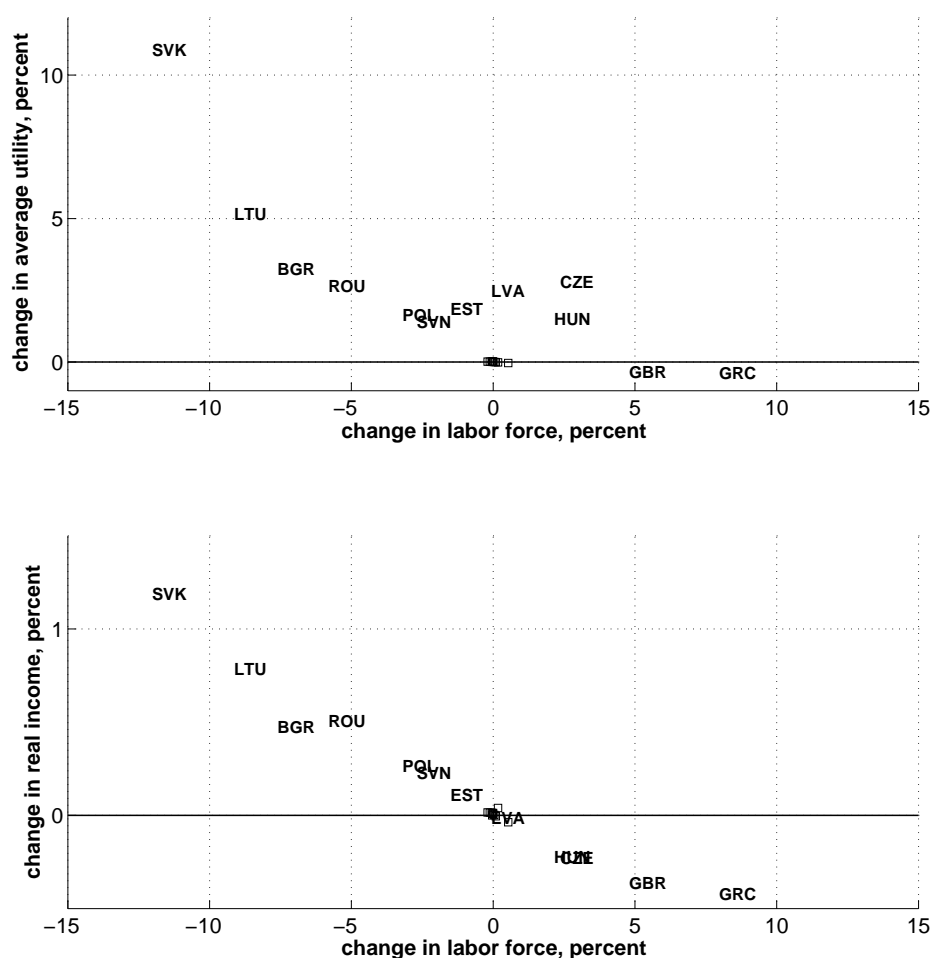 change in average utility, percent
10
5
0
SVK
LTU
BGR
ROU
POL
SVN
EST
LVA
CZE
HUN
GBR
GRC
−15 −10 −5 0 5 10 15
change in labor force, percent
change in real income, percent
1
0
SVK
LTU
BGR
ROU
POL
SVN
EST
LVA
HUN
CZE
GBR
GRC
−15 −10 −5 0 5 10 15
change in labor force, percent